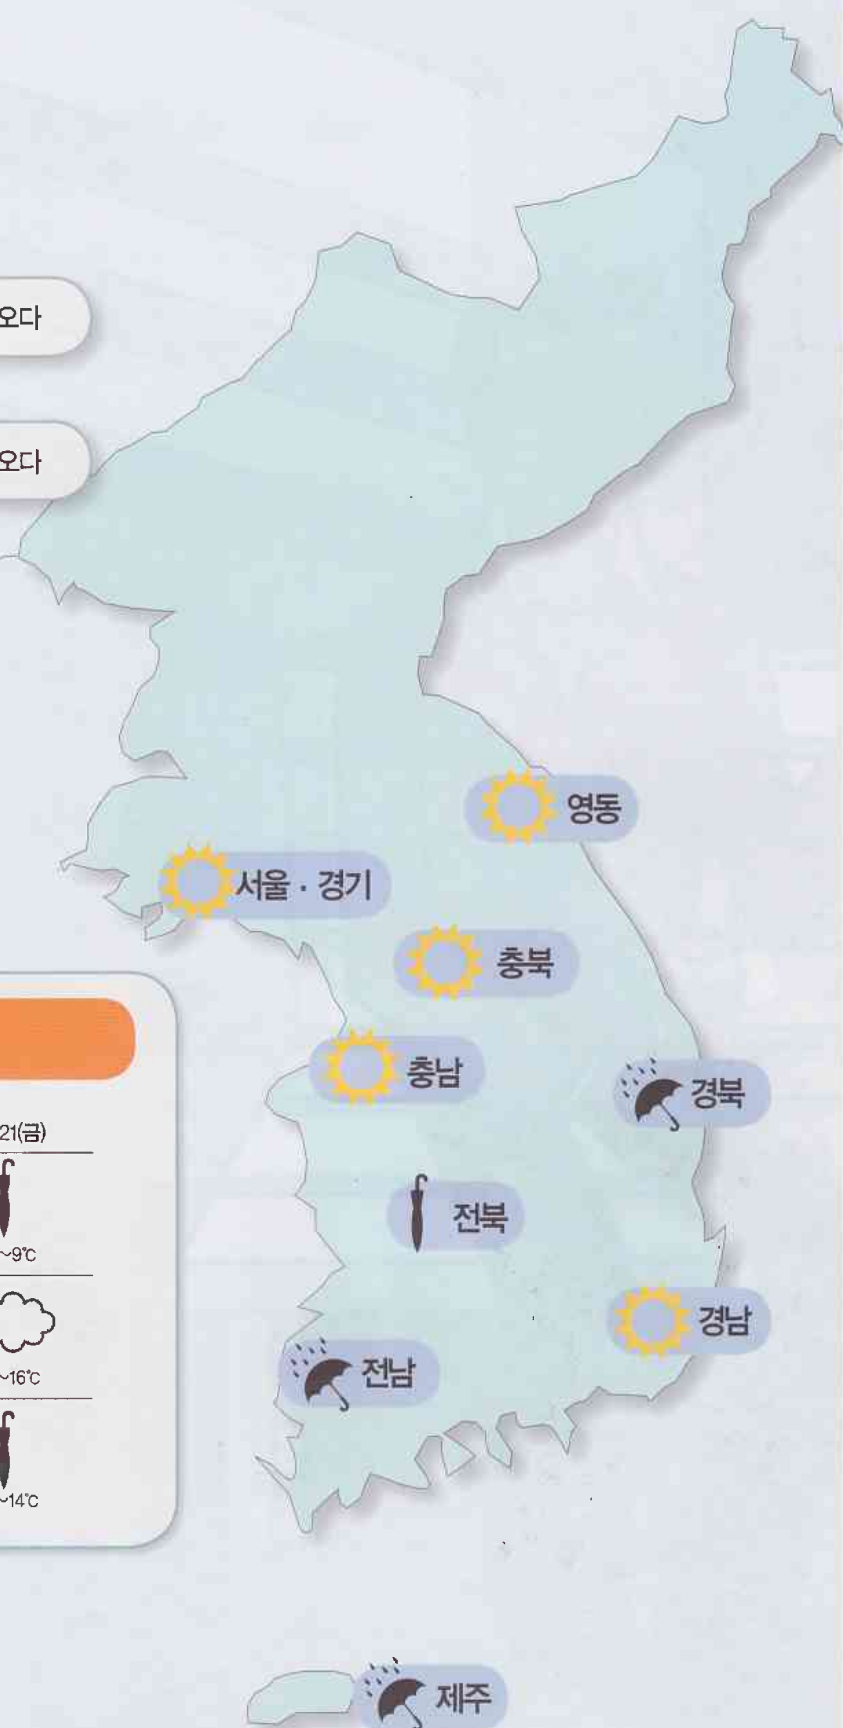 오다
오다
영동
서울 · 경기
충북
충남
경북
21(금)
전북
~9℃
경남
~16℃
전남
~14℃
제주